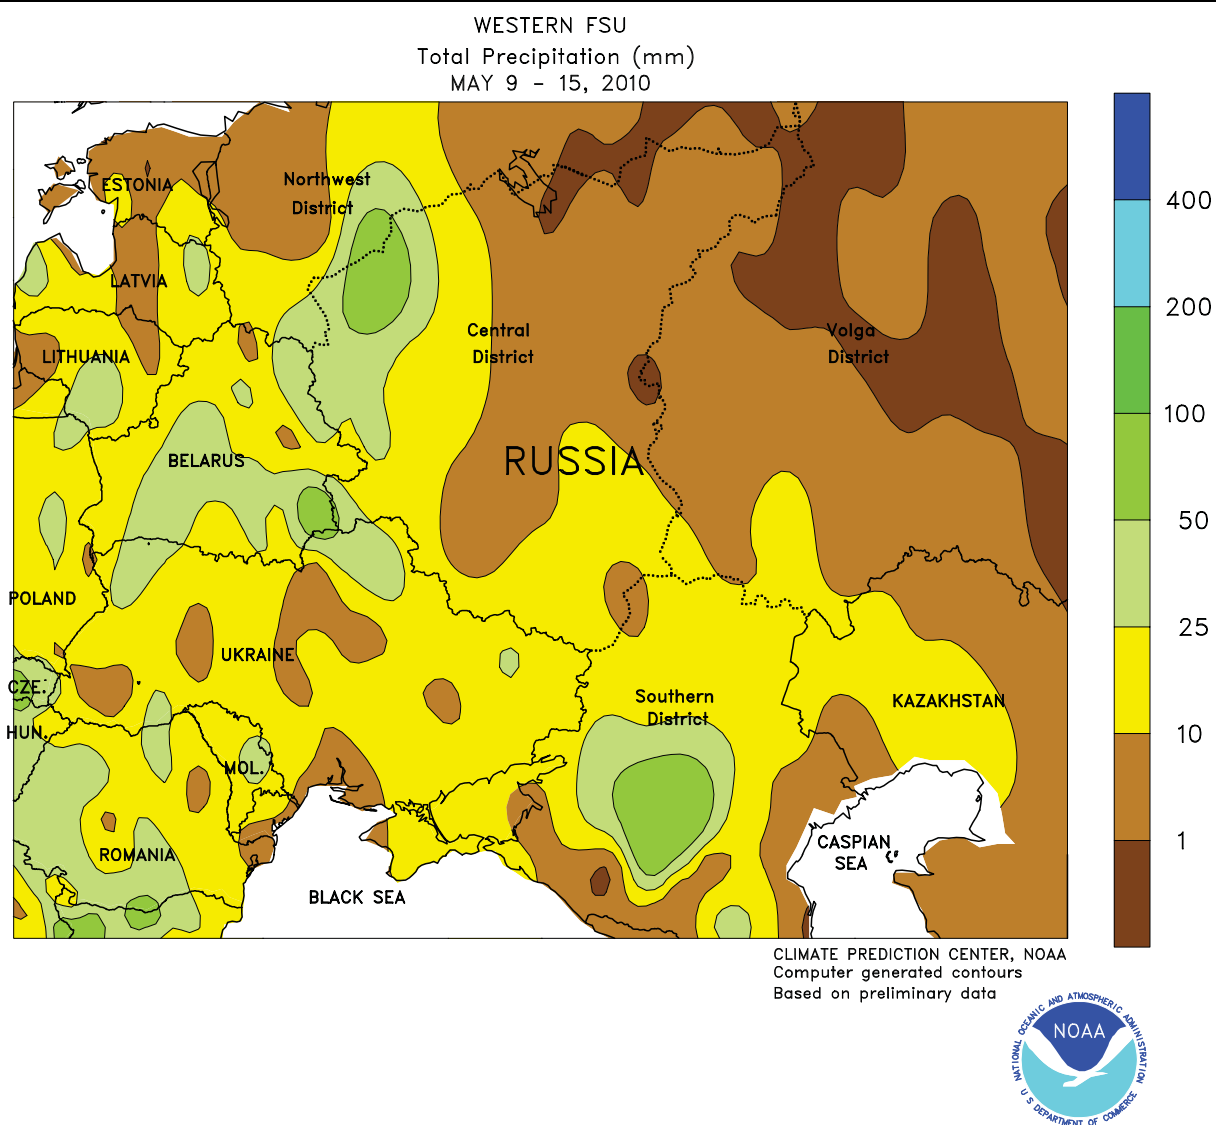 WESTERN FSU
Total Precipitation (mm)
MAY 9 - 15, 2010
ESTONIA
Northwest
District
LATVIA
LITHUANIA
Central
District
Volga
District
RUSSIA
BELARUS
POLAND
UKRAINE
CZE.
HUN.
Southern
District
KAZAKHSTAN
MOL.
ROMANIA
CASPIAN
SEA
BLACK SEA
400
200
100
50
25
10
1
CLIMATE PREDICTION CENTER, NOAA
Computer generated contours
Based on preliminary data
NATIONAL OCEANIC AND ATMOSPHERIC ADMINISTRATION
NOAA
U S DEPARTMENT OF COMMERCE